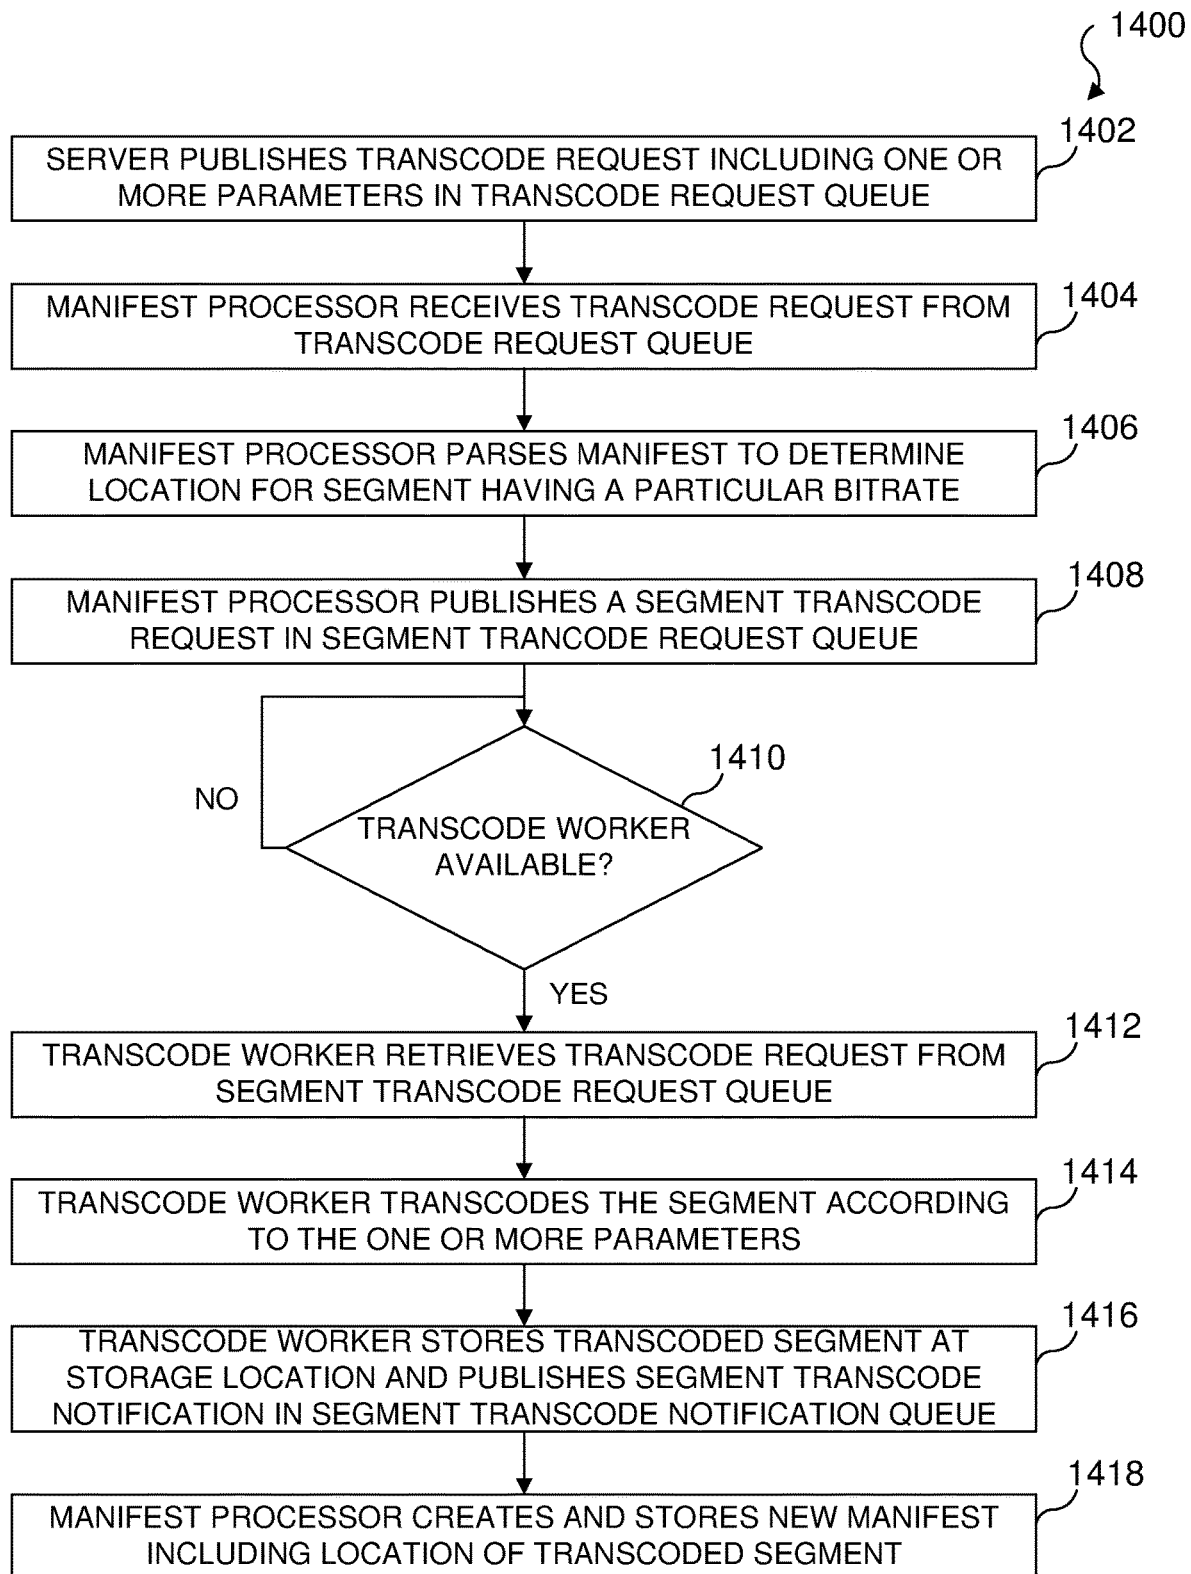 1400
1402
SERVER PUBLISHES TRANSCODE REQUEST INCLUDING ONE OR
MORE PARAMETERS IN TRANSCODE REQUEST QUEUE
1404
MANIFEST PROCESSOR RECEIVES TRANSCODE REQUEST FROM
TRANSCODE REQUEST QUEUE
1406
MANIFEST PROCESSOR PARSES MANIFEST TO DETERMINE
LOCATION FOR SEGMENT HAVING A PARTICULAR BITRATE
1408
MANIFEST PROCESSOR PUBLISHES A SEGMENT TRANSCODE
REQUEST IN SEGMENT TRANCODE REQUEST QUEUE
1410
NO
TRANSCODE WORKER
AVAILABLE?
YES
1412
TRANSCODE WORKER RETRIEVES TRANSCODE REQUEST FROM
SEGMENT TRANSCODE REQUEST QUEUE
1414
TRANSCODE WORKER TRANSCODES THE SEGMENT ACCORDING
TO THE ONE OR MORE PARAMETERS
1416
TRANSCODE WORKER STORES TRANSCODED SEGMENT AT
STORAGE LOCATION AND PUBLISHES SEGMENT TRANSCODE
NOTIFICATION IN SEGMENT TRANSCODE NOTIFICATION QUEUE
1418
MANIFEST PROCESSOR CREATES AND STORES NEW MANIFEST
INCLUDING LOCATION OF TRANSCODED SEGMENT